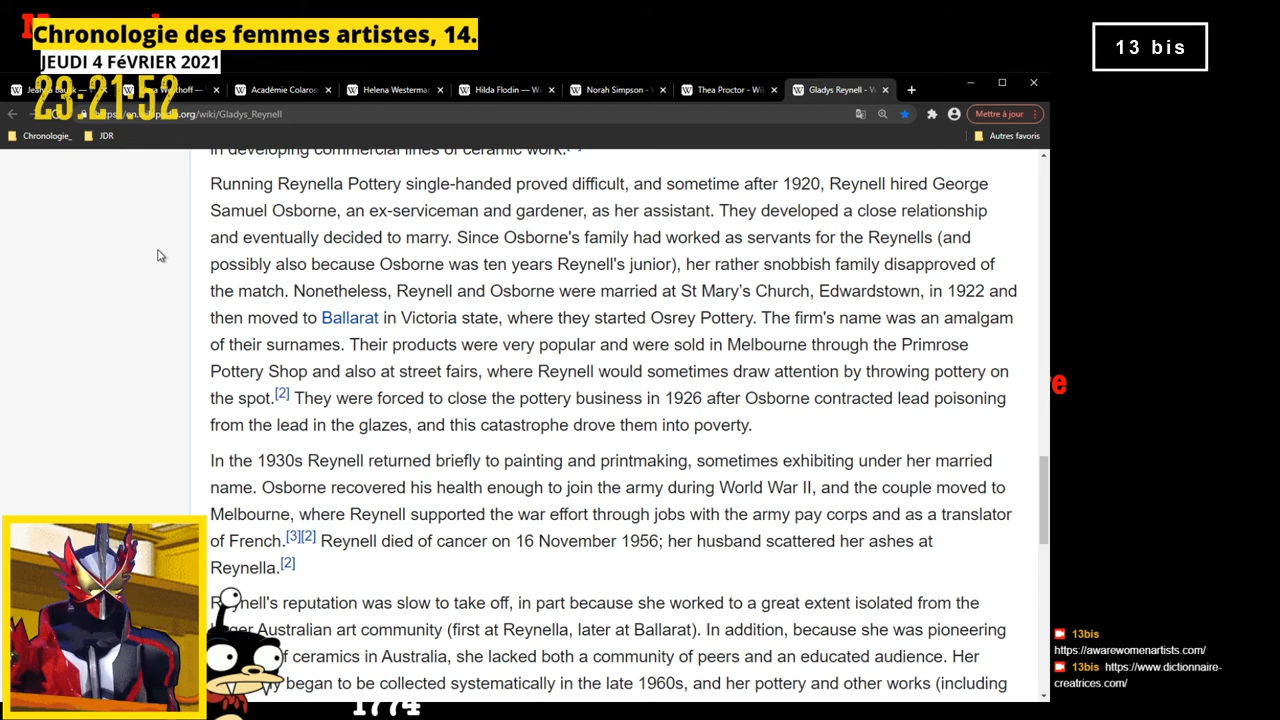 Chronologie des femmes artistes, 14.
13 bis
JEUDI 4 FéVRIER 2021
23:21:52
Académie Colaros
Helena Westerman
Hilda Flodin — W
Norah Simpson -
Thea Proctor - Wi
Gladys Reynell - W
.org/wiki/Gladys_Reynell
Mettre à jour
Chronologie_
JDR
Autres favoris
in developing commercial lines of ceramic work.
Running Reynella Pottery single-handed proved difficult, and sometime after 1920, Reynell hired George
Samuel Osborne, an ex-serviceman and gardener, as her assistant. They developed a close relationship
and eventually decided to marry. Since Osborne's family had worked as servants for the Reynells (and
possibly also because Osborne was ten years Reynell's junior), her rather snobbish family disapproved of
the match. Nonetheless, Reynell and Osborne were married at St Mary's Church, Edwardstown, in 1922 and
then moved to Ballarat in Victoria state, where they started Osrey Pottery. The firm's name was an amalgam
of their surnames. Their products were very popular and were sold in Melbourne through the Primrose
Pottery Shop and also at street fairs, where Reynell would sometimes draw attention by throwing pottery on
the spot.[2] They were forced to close the pottery business in 1926 after Osborne contracted lead poisoning
from the lead in the glazes, and this catastrophe drove them into poverty.
In the 1930s Reynell returned briefly to painting and printmaking, sometimes exhibiting under her married
name. Osborne recovered his health enough to join the army during World War II, and the couple moved to
Melbourne, where Reynell supported the war effort through jobs with the army pay corps and as a translator
of French.[3][2] Reynell died of cancer on 16 November 1956; her husband scattered her ashes at
Reynella.[2]
Reynell's reputation was slow to take off, in part because she worked to a great extent isolated from the
Australian art community (first at Reynella, later at Ballarat). In addition, because she was pioneering
of ceramics in Australia, she lacked both a community of peers and an educated audience. Her
began to be collected systematically in the late 1960s, and her pottery and other works (including
re
13bis
https://awarewomenartists.com/
13bis https://www.dictionnaire-
creatrices.com/
1774